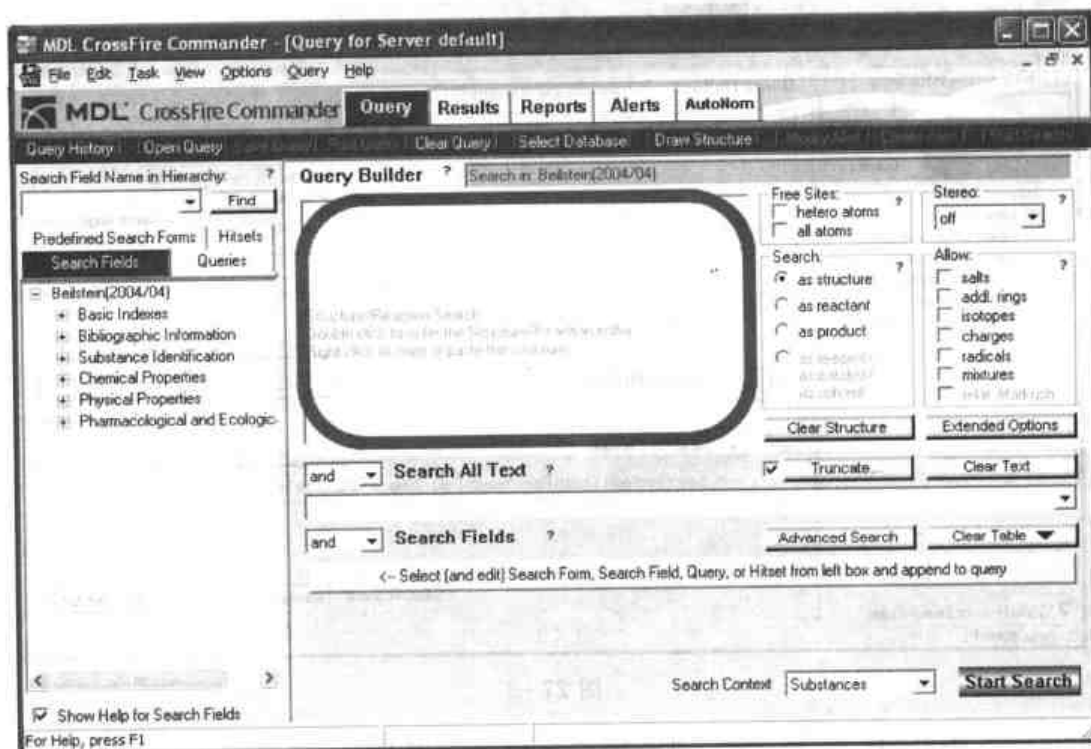 MDL CrossFire Commander - [Query for Server default]
File Edit Task View Options Query Help
MDL CrossFire Commander Query Results Reports Alerts AutoNom
Query History Open Query Clear Query Select Database Draw Structure
Search Field Name in Hierarchy: ?
Find
Predefined Search Forms Hitsets
Search Fields Queries
Beilstein(2004/04)
Basic Indexes
Bibliographic Information
Substance Identification
Chemical Properties
Physical Properties
Pharmacological and Ecologic
Show Help for Search Fields
For Help, press F1
Query Builder ? Search in: Beilstein(2004/04)
Free Sites: ?
hetero atoms
all atoms
Stereo: ?
off
Search: ?
as structure
as reactant
as product
Allow: ?
salts
addl. rings
isotopes
charges
radicals
mixtures
Clear Structure Extended Options
and Search All Text ? Truncate... Clear Text
and Search Fields ? Advanced Search Clear Table
<-- Select (and edit) Search Form, Search Field, Query, or Hitset from left box and append to query
Search Context Substances Start Search